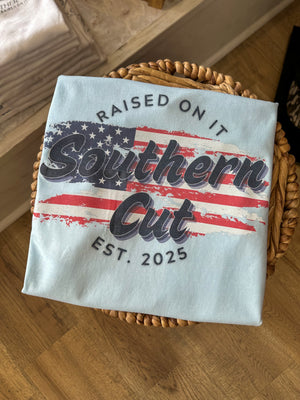 RAISED ON IT
Southern
Cut
EST. 2025